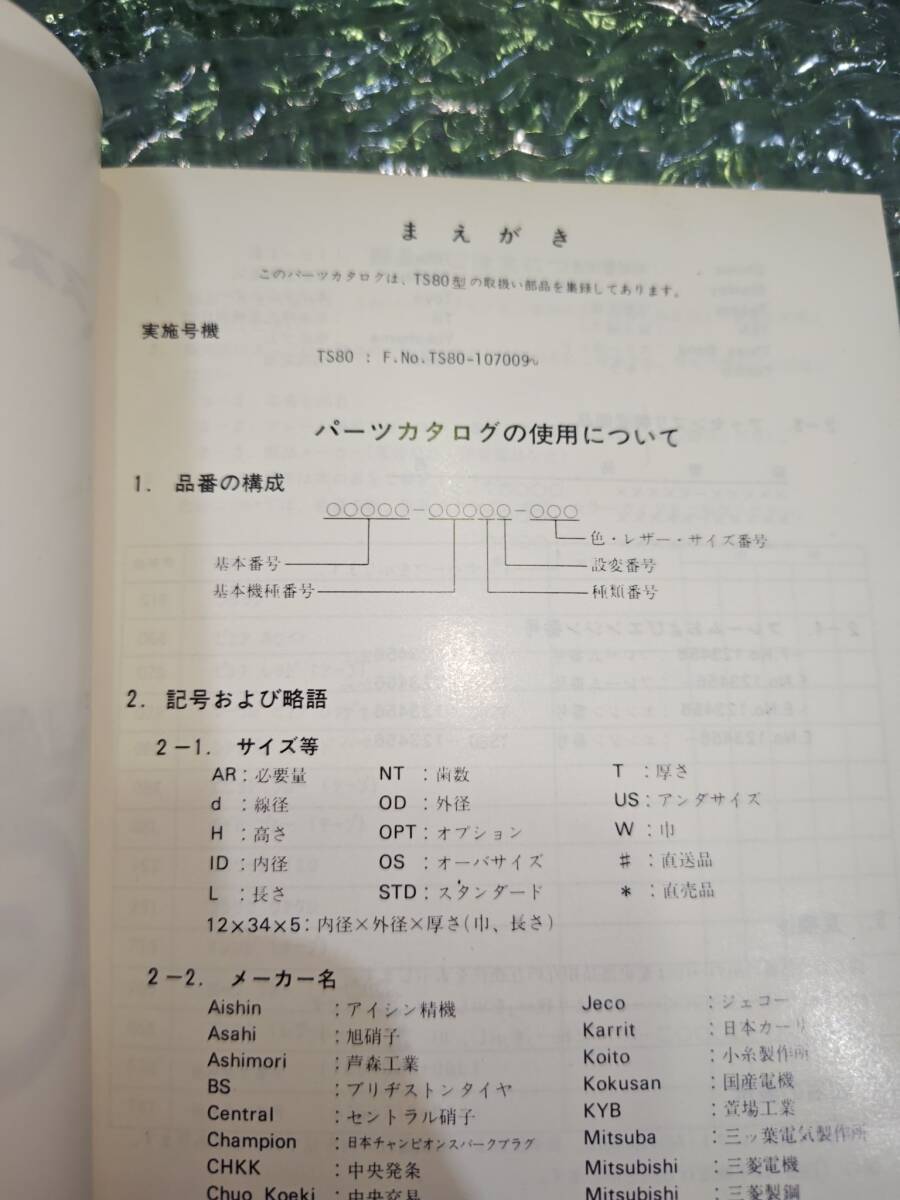 まえがき
このパーツカタログは、TS80型の取扱い部品を集録してあります。
実施号機
TS80 : F.No.TS80-107009~
パーツカタログの使用について
1. 品番の構成
○○○○○-○○○○○-○○○
色・レザー・サイズ番号
基本番号 設変番号
基本機種番号 種類番号
2. 記号および略語
2-1. サイズ等
AR:必要量 NT:歯数 T:厚さ
d:線径 OD:外径 US:アンダサイズ
H:高さ OPT:オプション W:巾
ID:内径 OS:オーバサイズ #:直送品
L:長さ STD:スタンダード *:直売品
12×34×5:内径×外径×厚さ(巾、長さ)
2-2. メーカー名
Aishin:アイシン精機 Jeco:ジェコー
Asahi:旭硝子 Karrit:日本カーリ
Ashimori:芦森工業 Koito:小糸製作所
BS:ブリヂストンタイヤ Kokusan:国産電機
Central:セントラル硝子 KYB:萱場工業
Champion:日本チャンピオンスパークプラグ Mitsuba:三ッ葉電気製作所
CHKK:中央発条 Mitsubishi:三菱電機
Chuo Koeki:中央交易 Mitsubishi:三菱製鋼